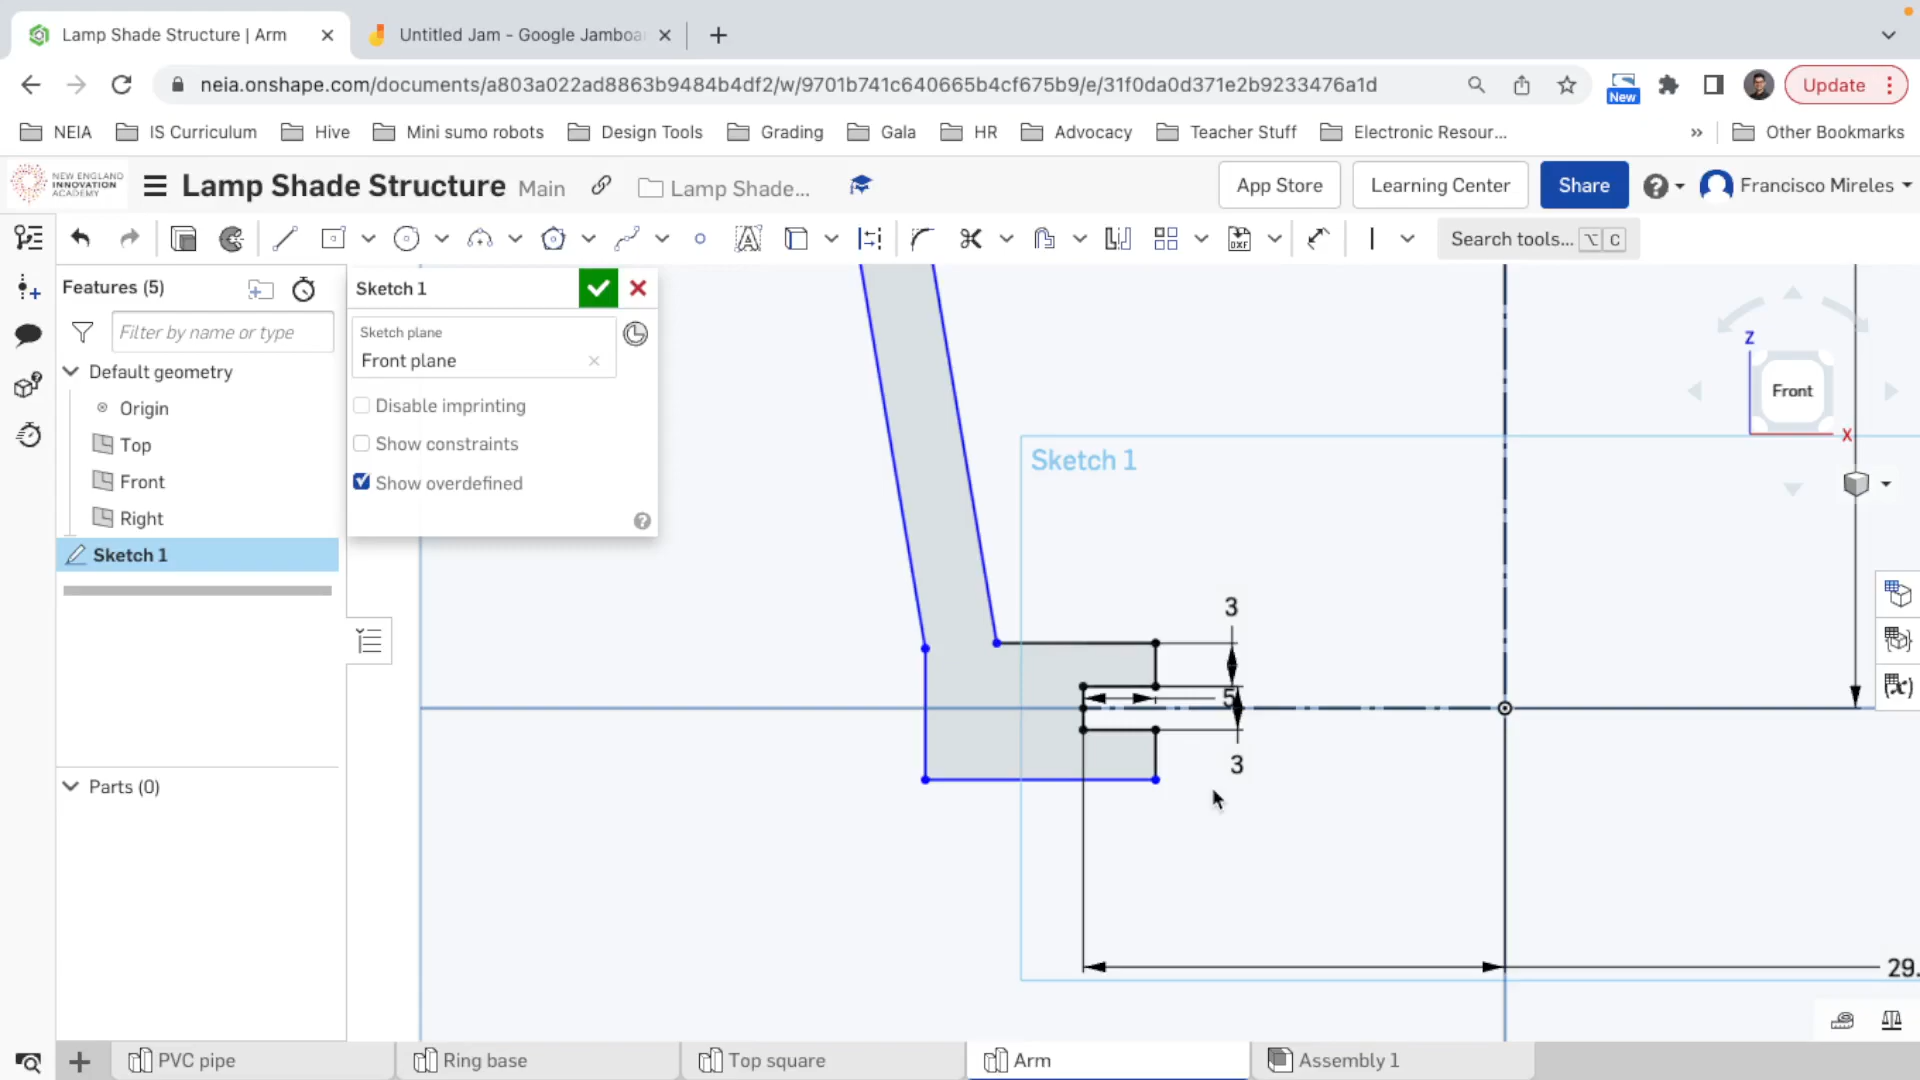 Lamp Shade Structure | Arm
Untitled Jam - Google Jamboa
neia.onshape.com/documents/a803a022ad8863b9484b4df2/w/9701b741c640665b4cf675b9/e/31f0da0d371e2b9233476a1d
New
Update
NEIA IS Curriculum Hive Mini sumo robots Design Tools Grading Gala HR Advocacy Teacher Stuff Electronic Resour... » Other Bookmarks
NEW ENGLAND
INNOVATION
ACADEMY
Lamp Shade Structure Main Lamp Shade...
App Store Learning Center Share Francisco Mireles
DXF
Search tools... ⌥ C
Features (5)
Filter by name or type
Default geometry
Origin
Top
Front
Right
Sketch 1
Parts (0)
Sketch 1
Sketch plane
Front plane
Disable imprinting
Show constraints
Show overdefined
Sketch 1
3
5
3
29.
Z
Front
X
PVC pipe Ring base Top square Arm Assembly 1